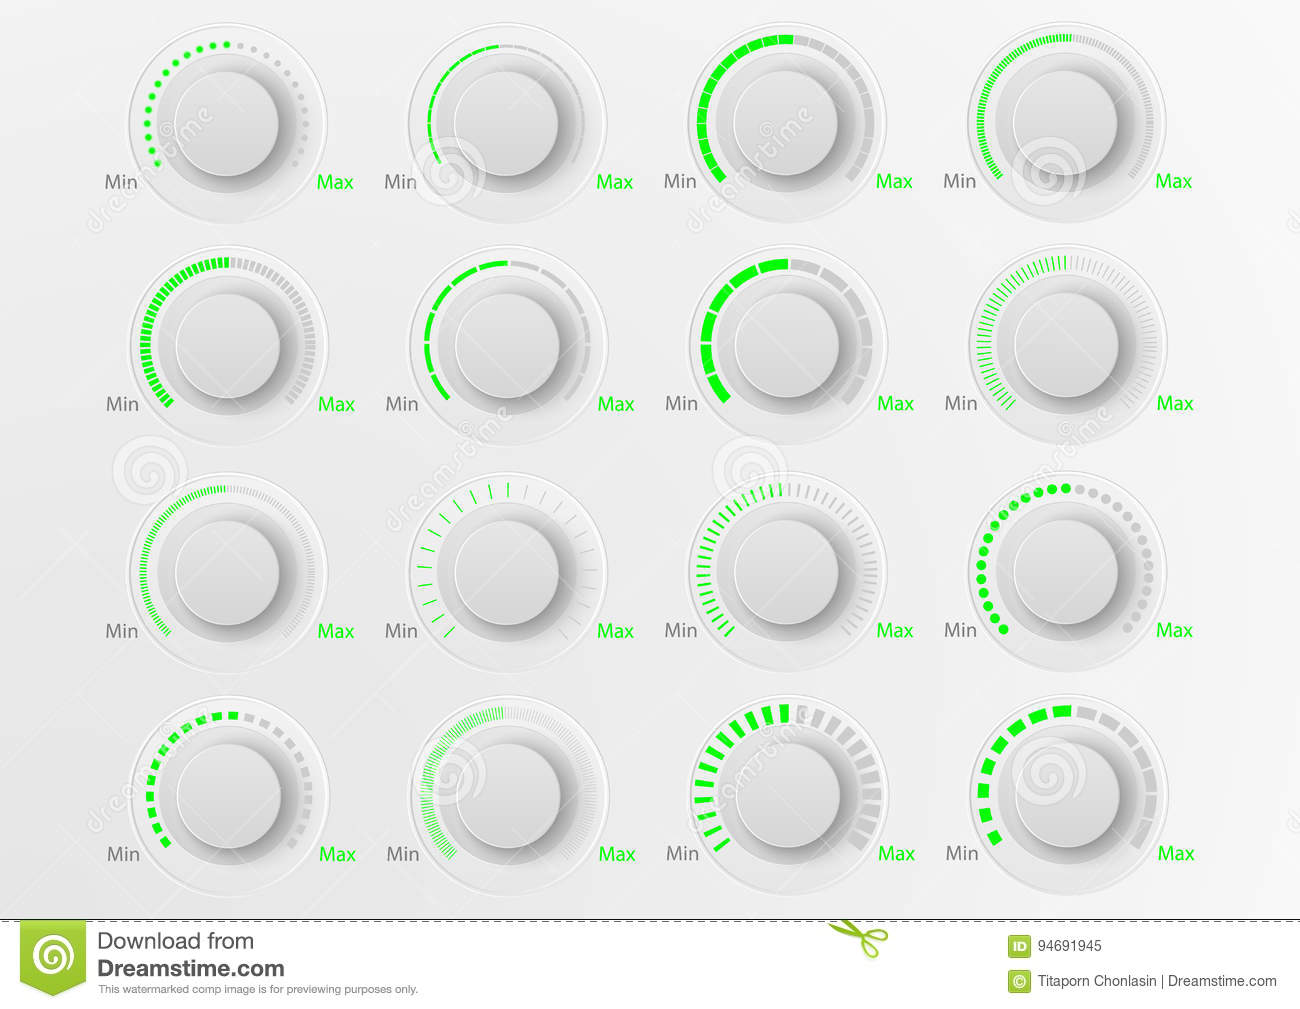 Min Max Min Max Min Max Min Max
Min Max Min Max Min Max Min Max
Min Max Min Max Min Max Min Max
Min Max Min Max Min Max Min Max
dreamstime
Download from
Dreamstime.com
This watermarked comp image is for previewing purposes only.
ID 94691945
© Titaporn Chonlasin | Dreamstime.com